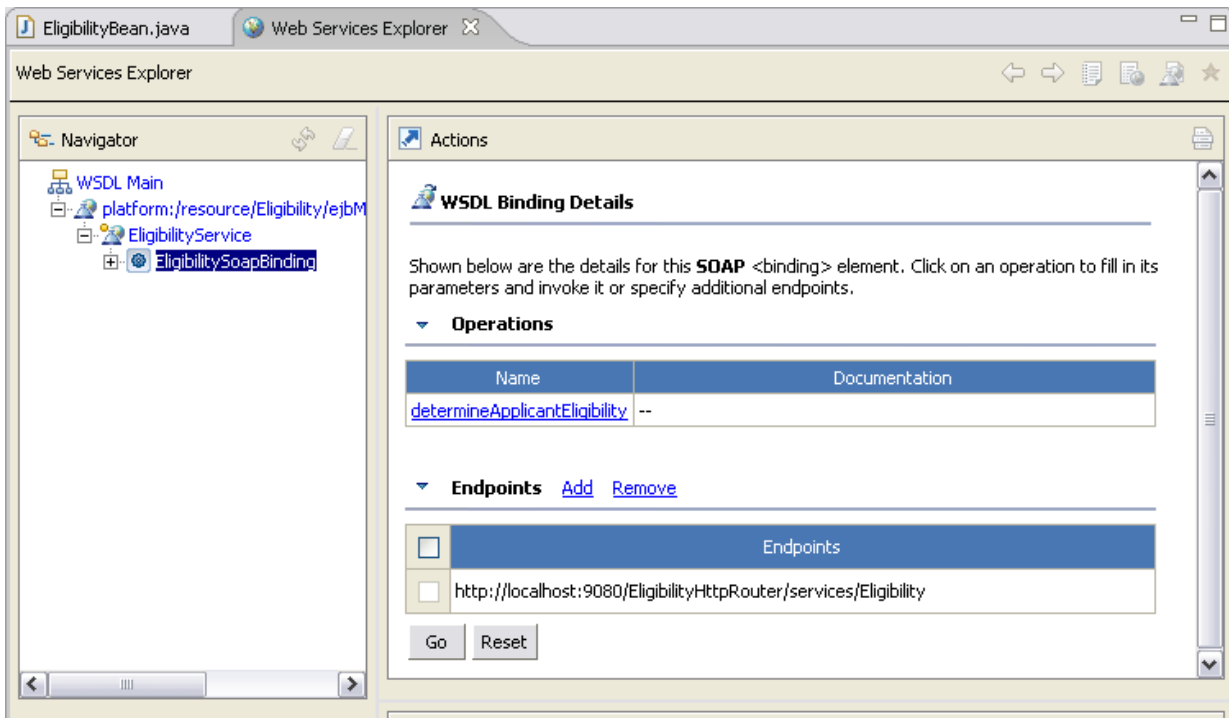 EligibilityBean.java
Web Services Explorer
Web Services Explorer
Navigator
WSDL Main
platform:/resource/Eligibility/ejbM
EligibilityService
EligibilitySoapBinding
Actions
WSDL Binding Details
Shown below are the details for this SOAP <binding> element. Click on an operation to fill in its
parameters and invoke it or specify additional endpoints.
Operations
Name Documentation
determineApplicantEligibility --
Endpoints Add Remove
Endpoints
http://localhost:9080/EligibilityHttpRouter/services/Eligibility
Go Reset